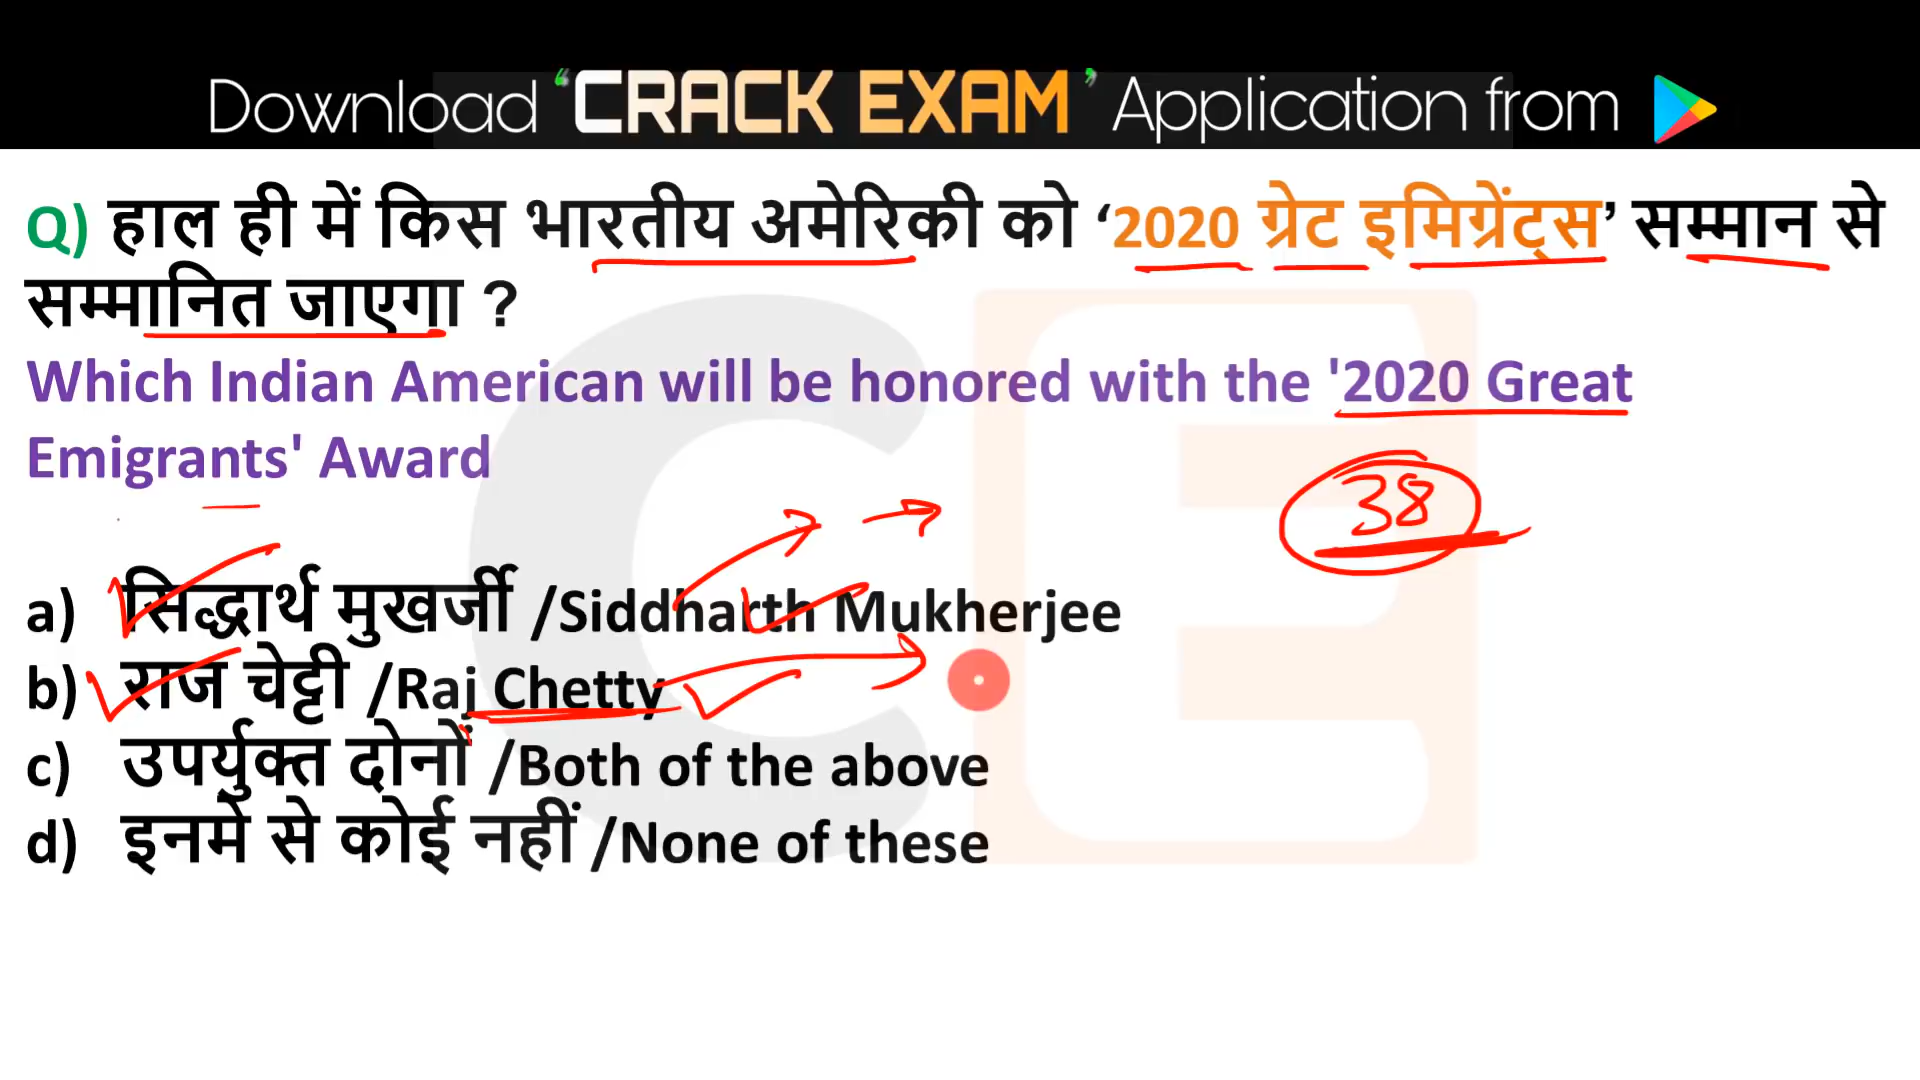 Download ‘CRACK EXAM’ Application from
Q) हाल ही में किस भारतीय अमेरिकी को ‘2020 ग्रेट इमिग्रेंट्स’ सम्मान से
सम्मानित जाएगा ?
Which Indian American will be honored with the '2020 Great
Emigrants' Award
38
a) सिद्धार्थ मुखर्जी /Siddharth Mukherjee
b) राज चेट्टी /Raj Chetty
c) उपर्युक्त दोनों /Both of the above
d) इनमे से कोई नहीं /None of these
CE